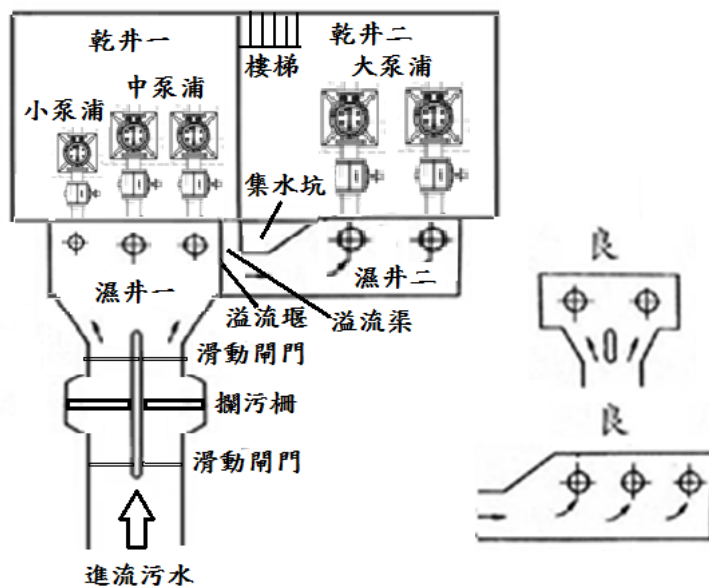 乾井一
乾井二
樓梯
大泵浦
中泵浦
小泵浦
集水坑
濕井一
濕井二
溢流堰
溢流渠
滑動閘門
攔污柵
滑動閘門
進流污水
良
良